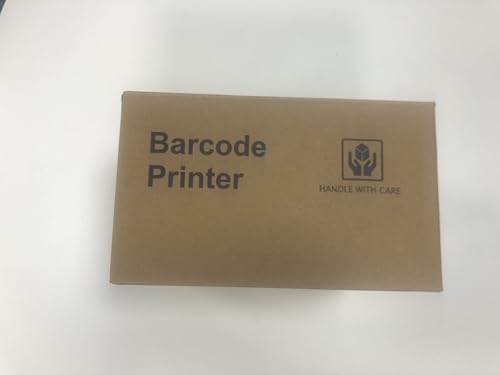 Barcode
Printer
HANDLE WITH CARE